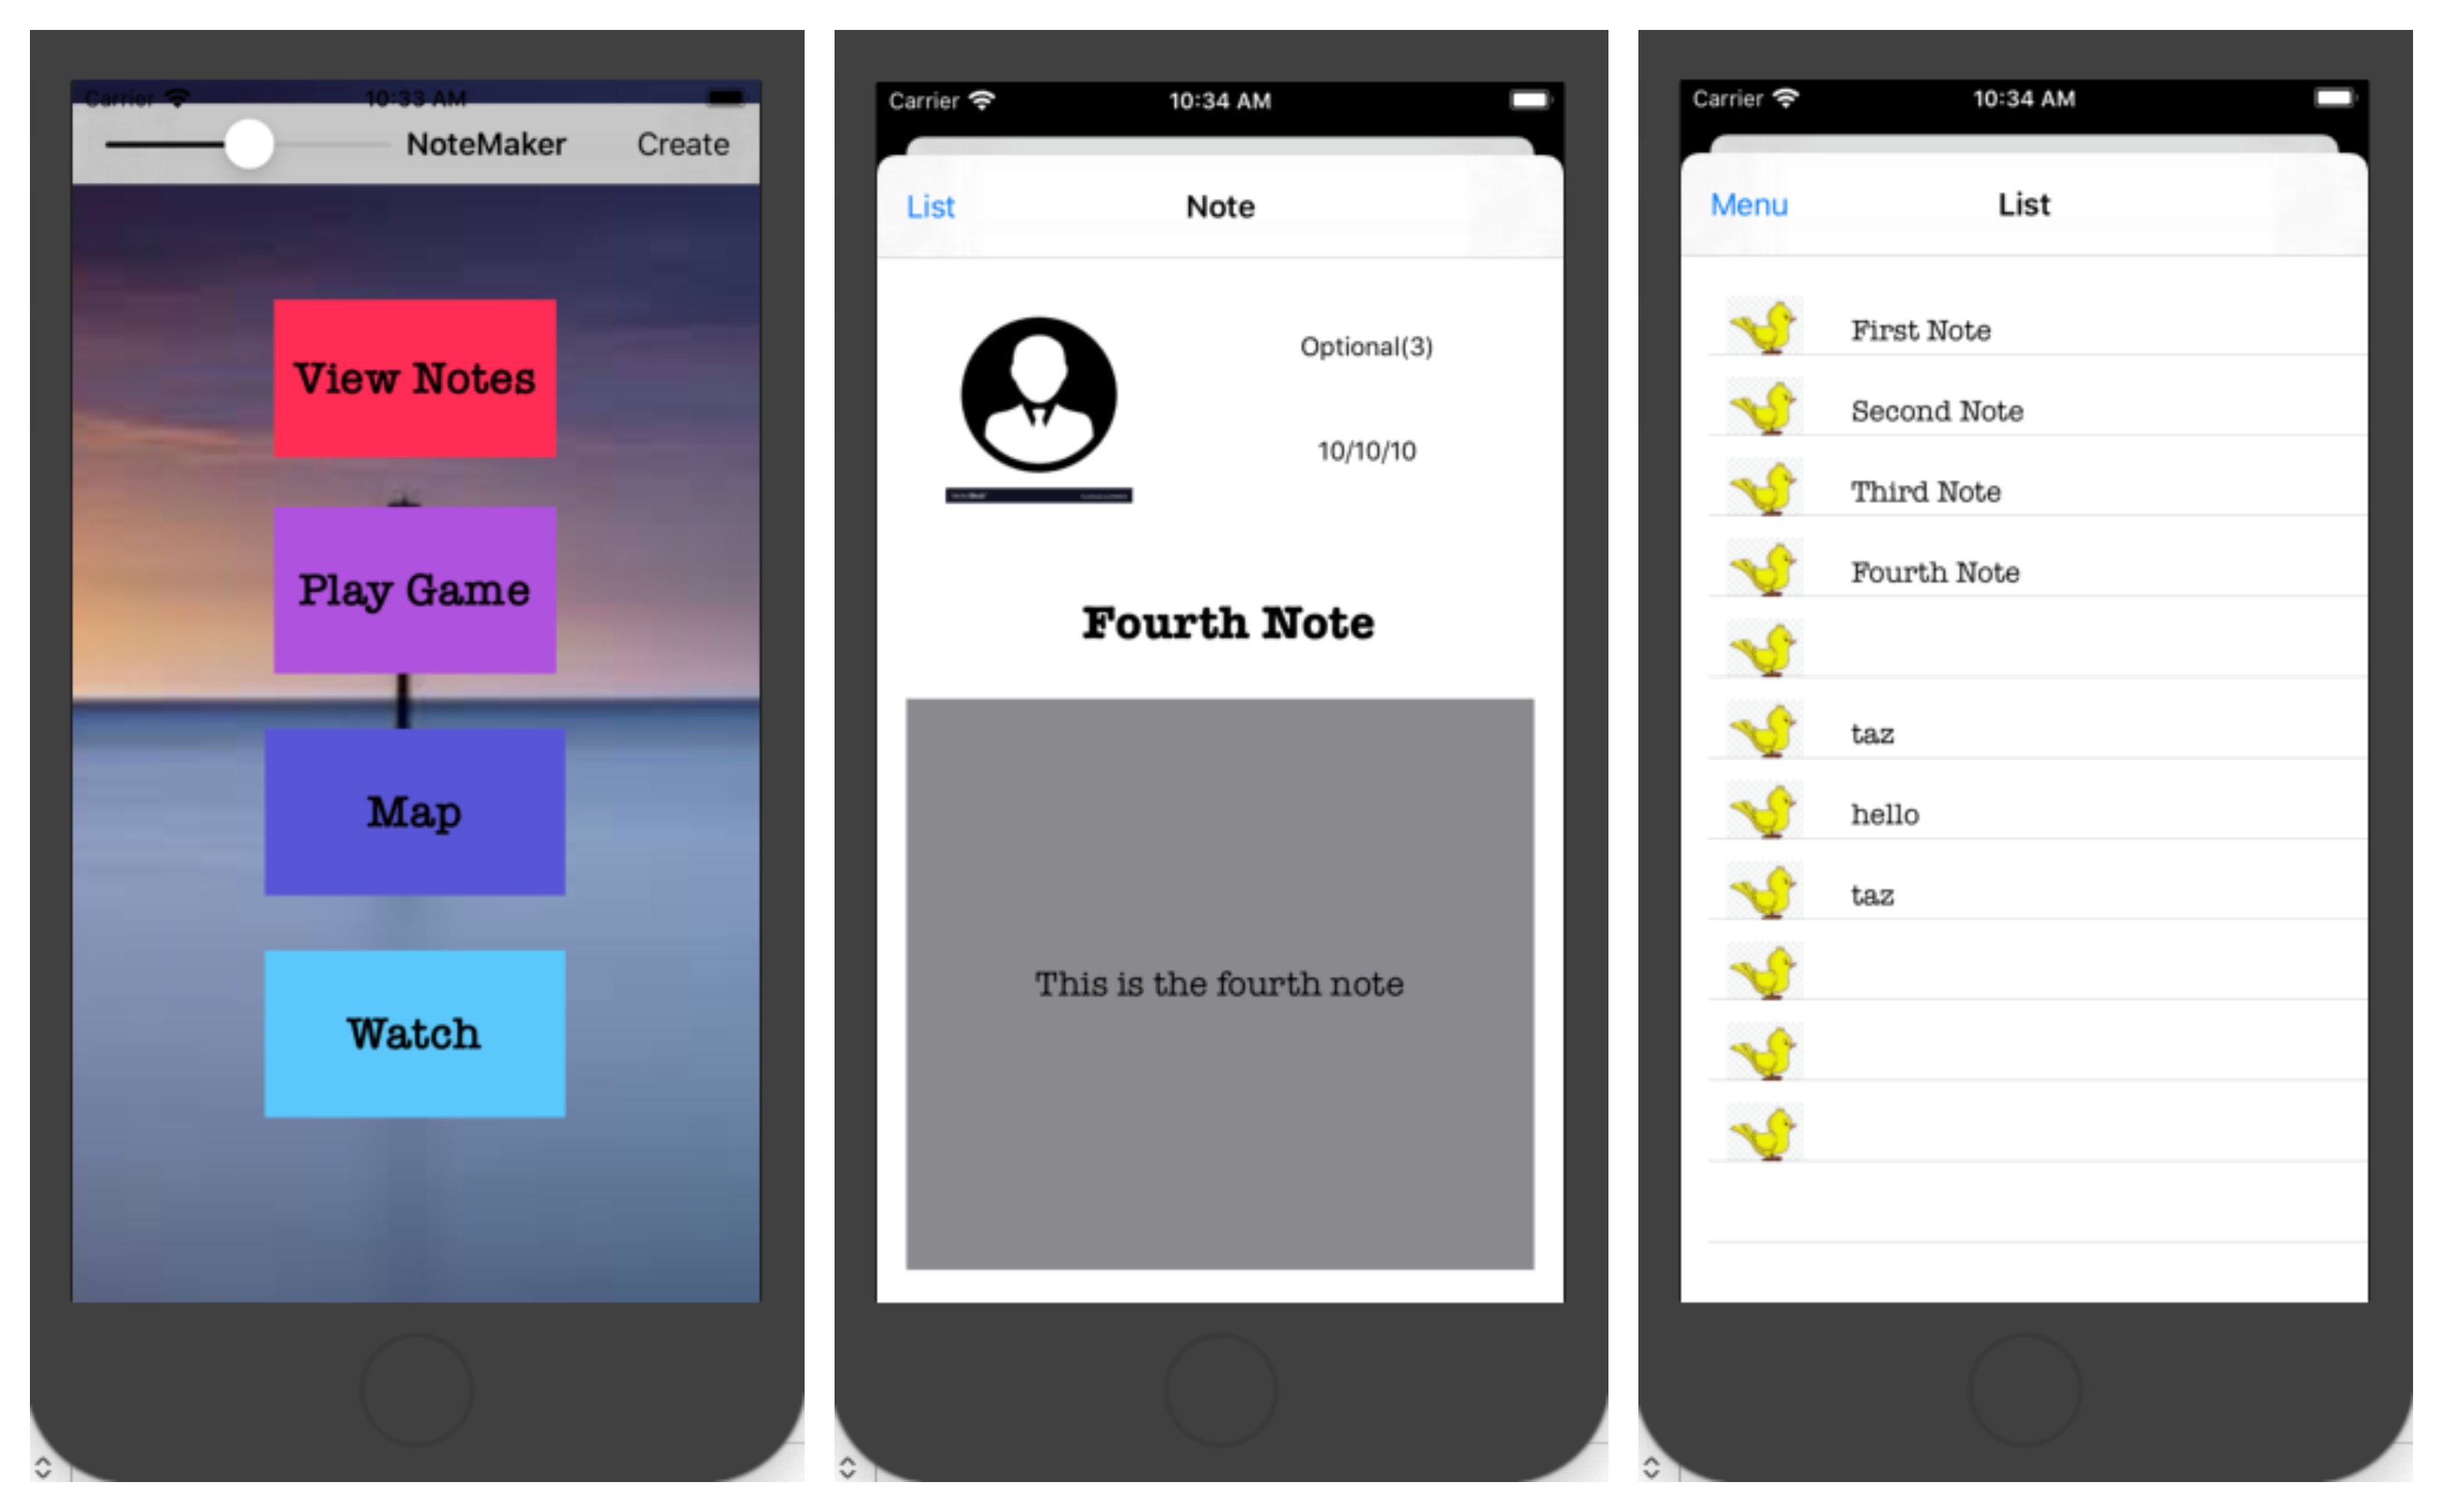 Carrier 10:33 AM
NoteMaker Create
View Notes
Play Game
Map
Watch
Carrier 10:34 AM
List Note
Optional(3)
10/10/10
Fourth Note
This is the fourth note
Carrier 10:34 AM
Menu List
First Note
Second Note
Third Note
Fourth Note
taz
hello
taz